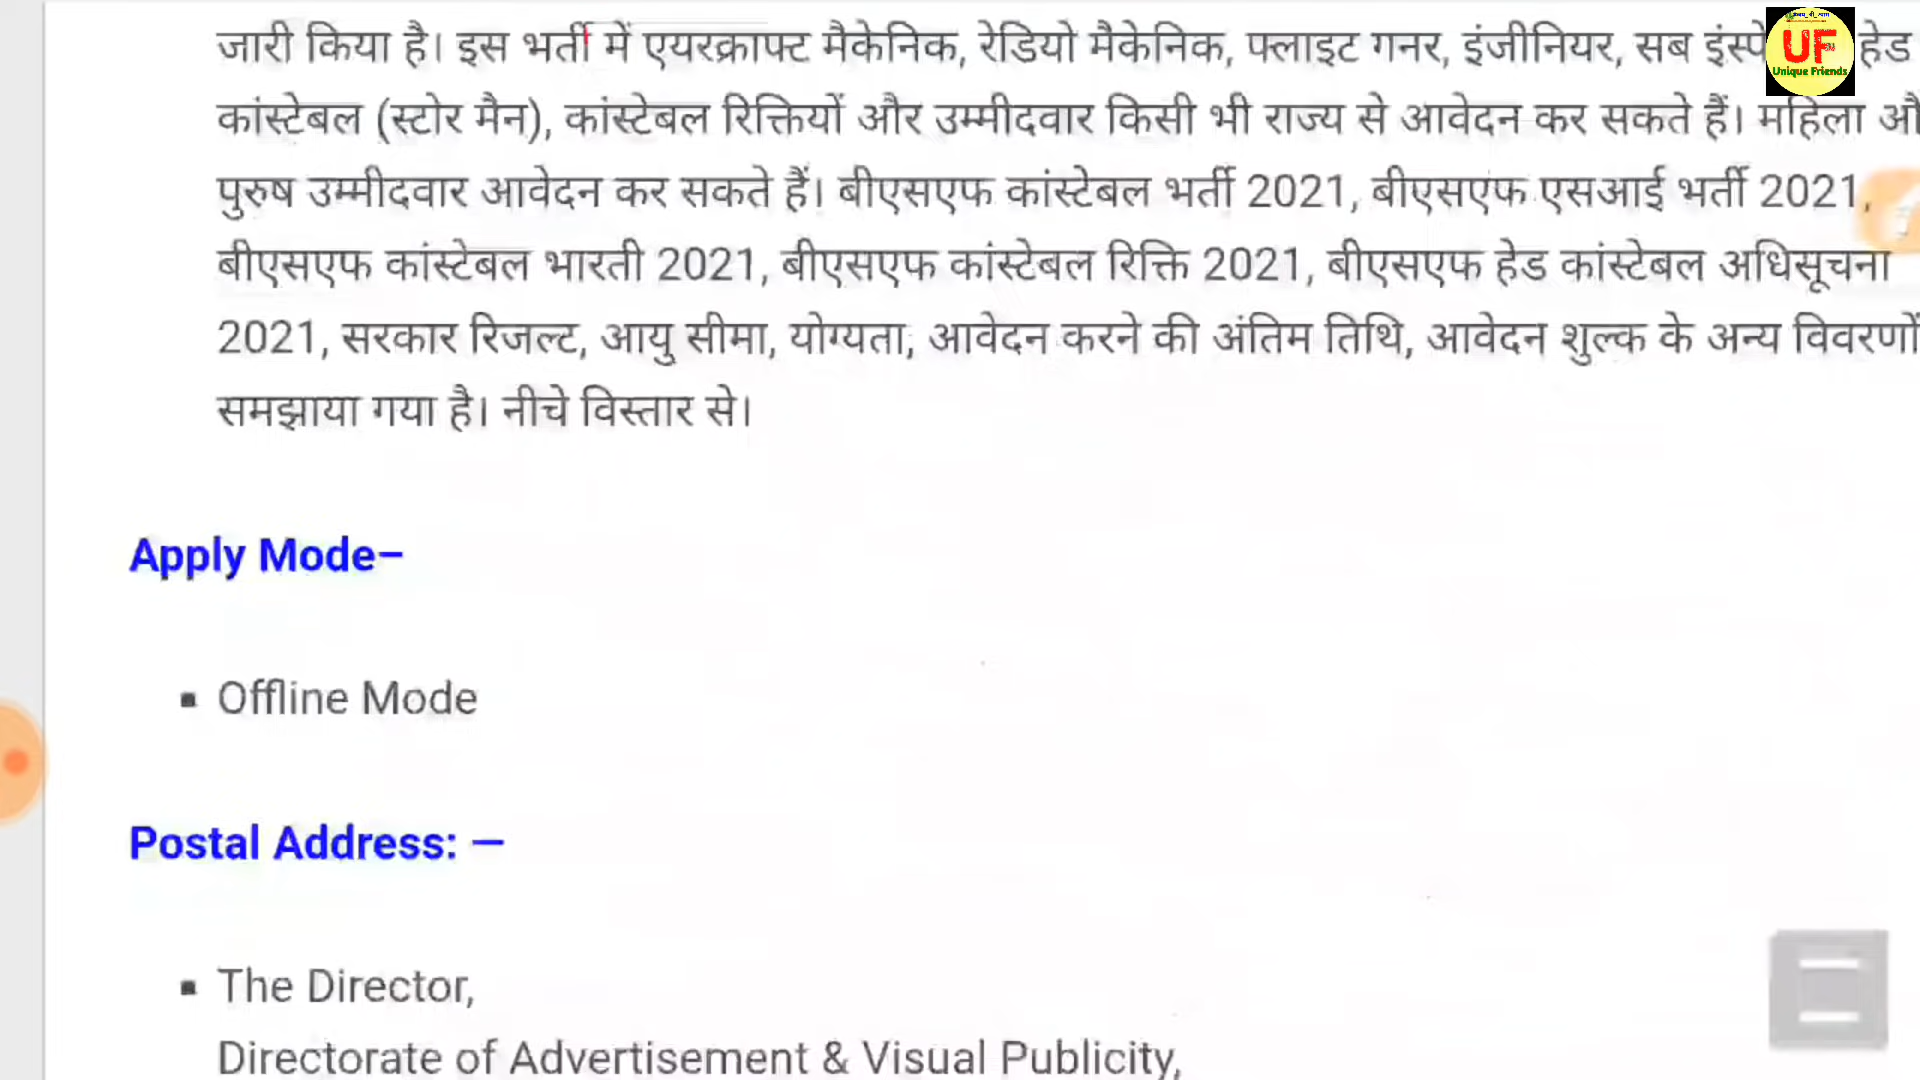 जारी किया है। इस भर्ती में एयरक्राफ्ट मैकेनिक, रेडियो मैकेनिक, फ्लाइट गनर, इंजीनियर, सब इंस्पे हेड
कांस्टेबल (स्टोर मैन), कांस्टेबल रिक्तियों और उम्मीदवार किसी भी राज्य से आवेदन कर सकते हैं। महिला औ
पुरुष उम्मीदवार आवेदन कर सकते हैं। बीएसएफ कांस्टेबल भर्ती 2021, बीएसएफ एसआई भर्ती 2021,
बीएसएफ कांस्टेबल भारती 2021, बीएसएफ कांस्टेबल रिक्ति 2021, बीएसएफ हेड कांस्टेबल अधिसूचना
2021, सरकार रिजल्ट, आयु सीमा, योग्यता, आवेदन करने की अंतिम तिथि, आवेदन शुल्क के अन्य विवरणों
समझाया गया है। नीचे विस्तार से।
UF
Unique Friends
Apply Mode–
▪ Offline Mode
Postal Address: —
▪ The Director,
Directorate of Advertisement & Visual Publicity,